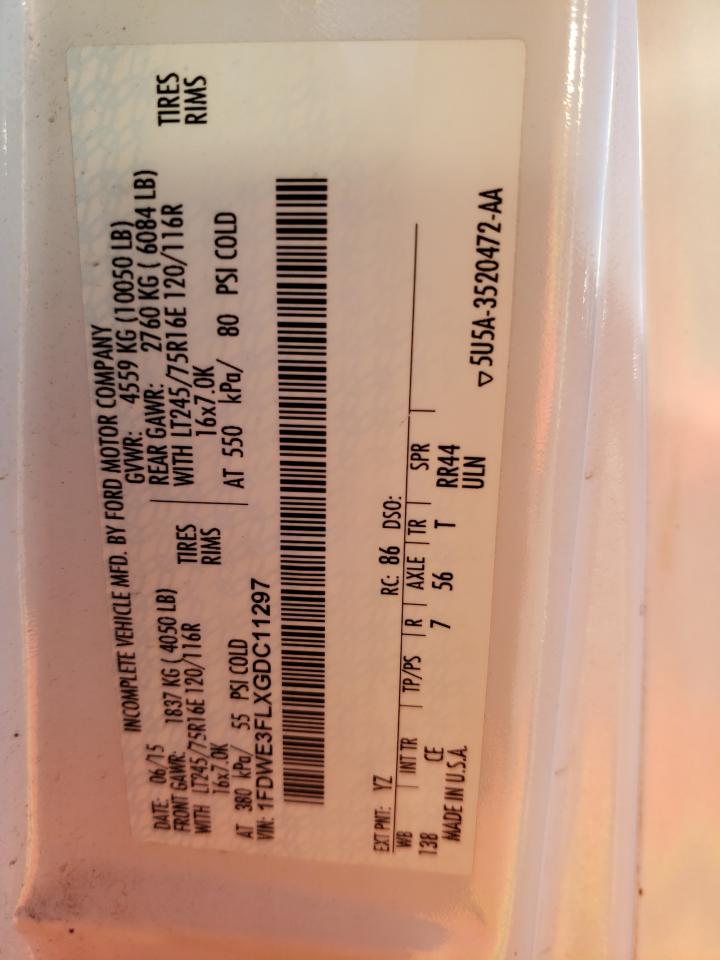 INCOMPLETE VEHICLE MFD. BY FORD MOTOR COMPANY
DATE: 06/15 GVWR: 4559 KG (10050 LB)
FRONT GAWR: 1837 KG ( 4050 LB) REAR GAWR: 2760 KG ( 6084 LB)
WITH LT245/75R16E 120/116R TIRES WITH LT245/75R16E 120/116R TIRES
16x7.0K RIMS 16x7.0K RIMS
AT 380 kPa/ 55 PSI COLD AT 550 kPa/ 80 PSI COLD
VIN: 1FDWE3FLXGDC11297
EXT PNT: YZ RC: 86 DSO:
WB INT TR TP/PS R AXLE TR SPR
138 CE 7 56 T RR44
MADE IN U.S.A. ULN
▽ 5U5A-3520472-AA